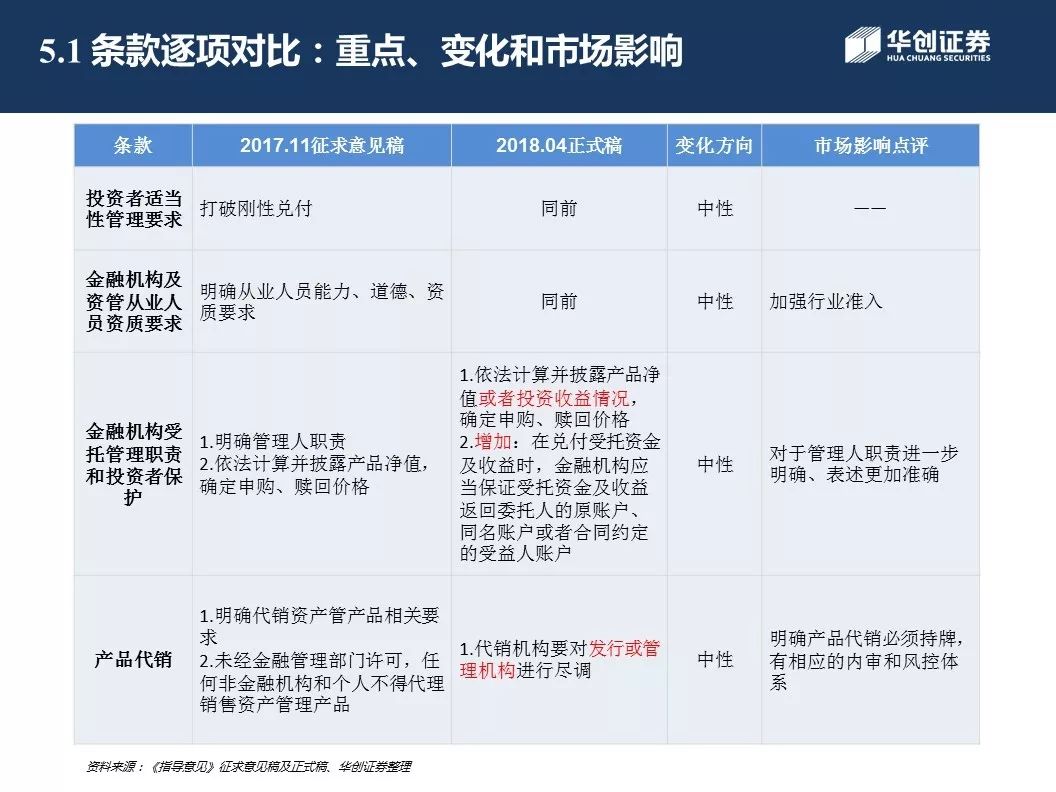 5.1 条款逐项对比：重点、变化和市场影响
华创证券
HUA CHUANG SECURITIES
条款
2017.11征求意见稿
2018.04正式稿
变化方向
市场影响点评
投资者适当
性管理要求
打破刚性兑付
同前
中性
——
金融机构及
资管从业人
员资质要求
明确从业人员能力、道德、资
质要求
同前
中性
加强行业准入
金融机构受
托管理职责
和投资者保
护
1.明确管理人职责
2.依法计算并披露产品净值，
确定申购、赎回价格
1.依法计算并披露产品净
值或者投资收益情况，
确定申购、赎回价格
2.增加：在兑付受托资金
及收益时，金融机构应
当保证受托资金及收益
返回委托人的原账户、
同名账户或者合同约定
的受益人账户
中性
对于管理人职责进一步
明确、表述更加准确
产品代销
1.明确代销资产管产品相关要
求
2.未经金融管理部门许可，任
何非金融机构和个人不得代理
销售资产管理产品
1.代销机构要对发行或管
理机构进行尽调
中性
明确产品代销必须持牌，
有相应的内审和风控体
系
资料来源：《指导意见》征求意见稿及正式稿、华创证券整理